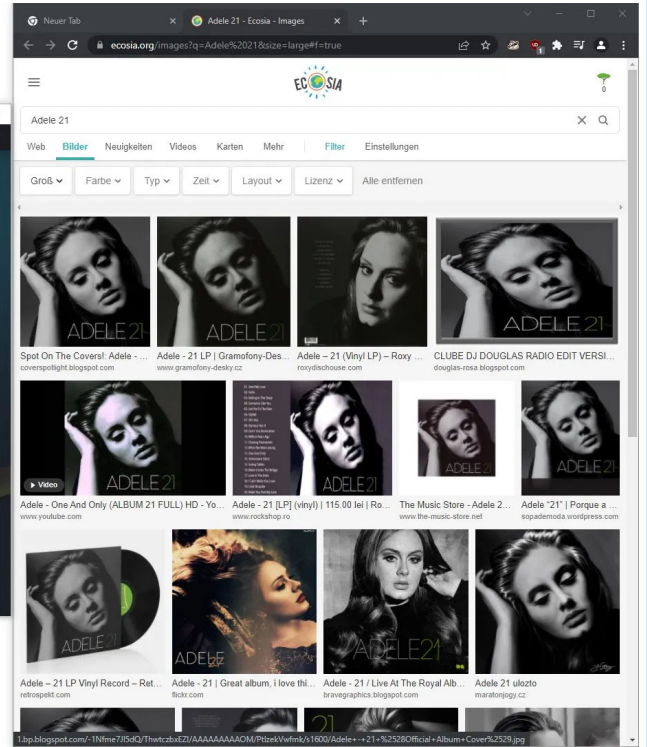 Neuer Tab
Adele 21 - Ecosia - Images
ecosia.org/images?q=Adele%2021&size=large#f=true
1
ECOSIA
0
Adele 21
Web Bilder Neuigkeiten Videos Karten Mehr Filter Einstellungen
Groß Farbe Typ Zeit Layout Lizenz Alle entfernen
ADELE 21
ADELE 21
ADELE 21
Spot On The Covers!: Adele - ...
coverspotlight.blogspot.com
Adele - 21 LP | Gramofony-Des...
www.gramofony-desky.cz
Adele – 21 (Vinyl LP) – Roxy ...
roxydischouse.com
CLUBE DJ DOUGLAS RADIO EDIT VERSI...
douglas-rosa.blogspot.com
ADELE 21
ADELE 21
ADELE 21
ADELE 21
Video
Adele - One And Only (ALBUM 21 FULL) HD - Yo...
www.youtube.com
Adele - 21 [LP] (vinyl) | 115.00 lei | Ro...
www.rockshop.ro
The Music Store - Adele 2...
www.the-music-store.net
Adele "21" | Porque a ...
sopademoda.wordpress.com
ADELE 21
ADELE
ADELE 21
Adele – 21 LP Vinyl Record – Ret...
retrospekt.com
Adele - 21 | Great album, i love thi...
flickr.com
Adele - 21 / Live At The Royal Alb...
bravegraphics.blogspot.com
Adele 21 ulozto
maratonjogy.cz
21
1.bp.blogspot.com/-1Nfme7JI5dQ/ThwtczbxEZI/AAAAAAAAAOM/PtlzekVwfmk/s1600/Adele+-+21+%2528Official+Album+Cover%2529.jpg